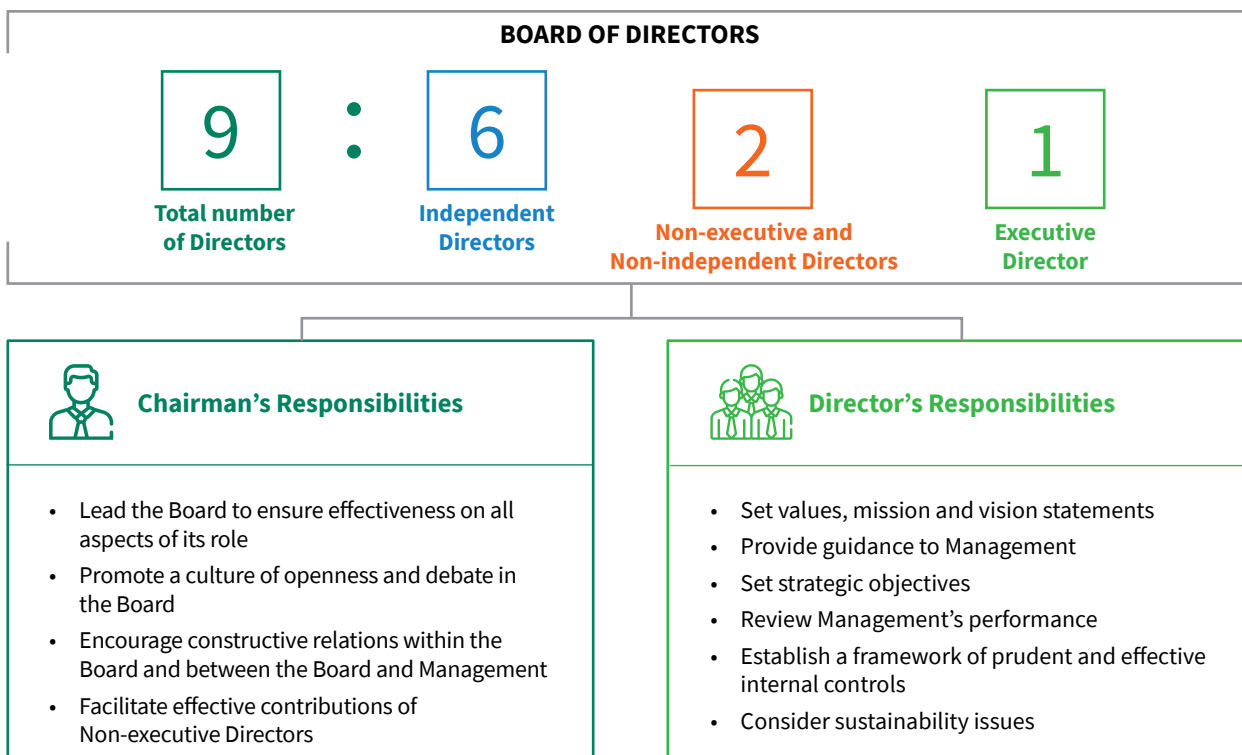 BOARD OF DIRECTORS
9 : 6 2 1
Total number
of Directors
Independent
Directors
Non-executive and
Non-independent Directors
Executive
Director
Chairman’s Responsibilities
• Lead the Board to ensure effectiveness on all
aspects of its role
• Promote a culture of openness and debate in
the Board
• Encourage constructive relations within the
Board and between the Board and Management
• Facilitate effective contributions of
Non-executive Directors
Director’s Responsibilities
• Set values, mission and vision statements
• Provide guidance to Management
• Set strategic objectives
• Review Management’s performance
• Establish a framework of prudent and effective
internal controls
• Consider sustainability issues